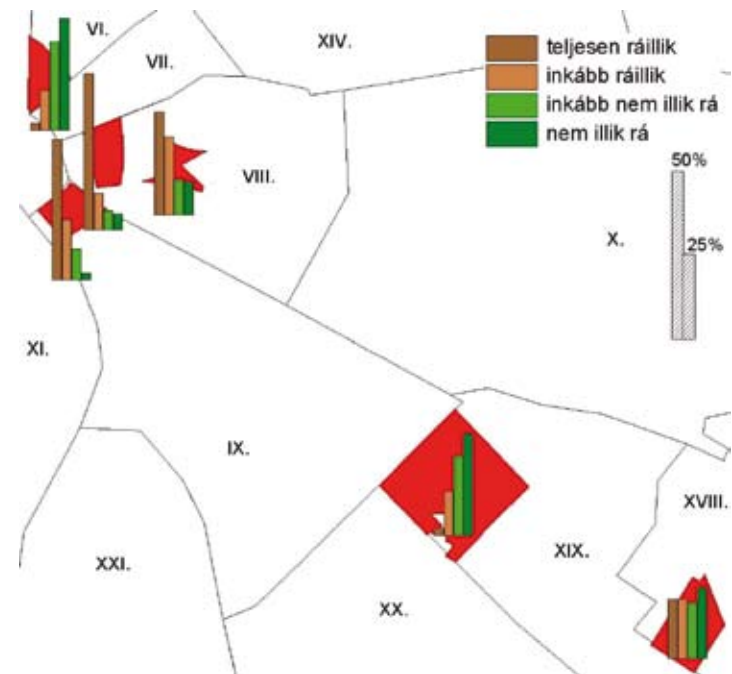 VI.
XIV.
teljesen ráillik
inkább ráillik
inkább nem illik rá
nem illik rá
VII.
VIII.
50%
X.
25%
XI.
IX.
XVIII.
XXI.
XIX.
XX.